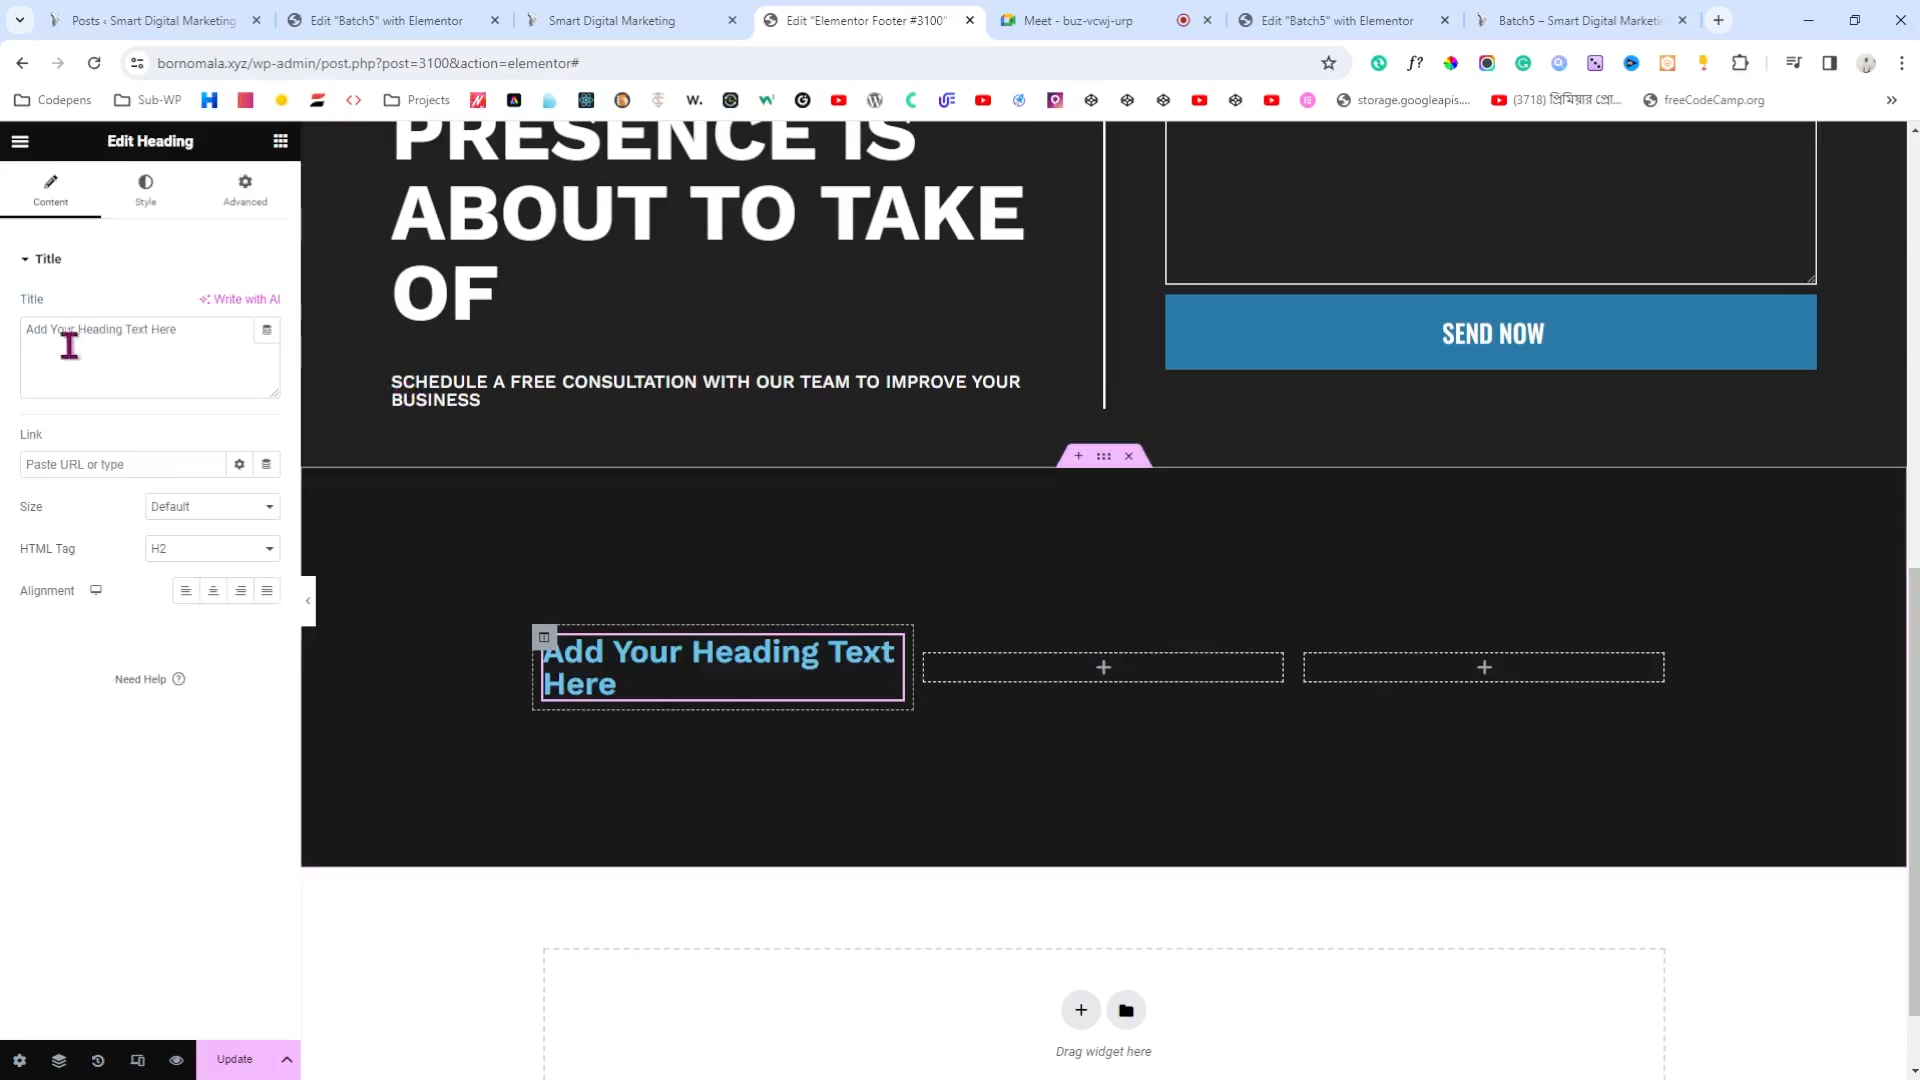 Posts ‹ Smart Digital Marketing
Edit "Batch5" with Elementor
Smart Digital Marketing
Edit "Elementor Footer #3100"
Meet - buz-vcwj-urp
Edit "Batch5" with Elementor
Batch5 – Smart Digital Marketin
bornomala.xyz/wp-admin/post.php?post=3100&action=elementor#
f?
Codepens
Sub-WP
Projects
w.
storage.googleapis....
(3718) প্রিমিয়ার প্রো...
freeCodeCamp.org
Edit Heading
Content
Style
Advanced
Title
Title
Write with AI
Add Your Heading Text Here
Link
Paste URL or type
Size
Default
HTML Tag
H2
Alignment
Need Help
Update
PRESENCE IS
ABOUT TO TAKE
OF
SCHEDULE A FREE CONSULTATION WITH OUR TEAM TO IMPROVE YOUR
BUSINESS
SEND NOW
Add Your Heading Text
Here
Drag widget here